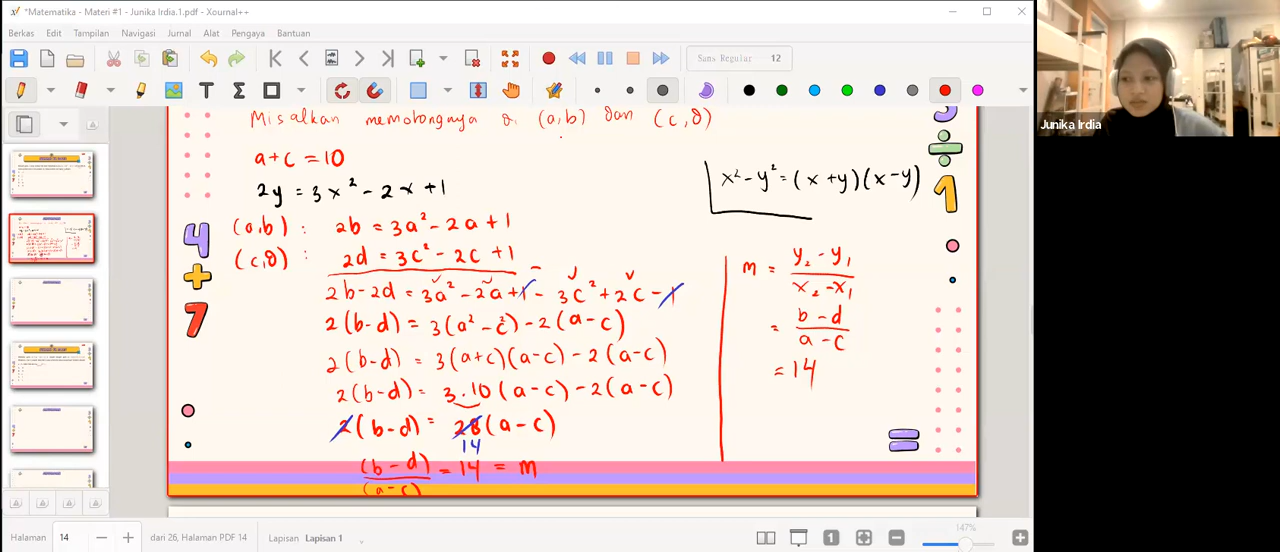 *Matematika - Materi #1 - Junika Irdia.1.pdf - Xournal++
Berkas Edit Tampilan Navigasi Jurnal Alat Pengaya Bantuan
Sans Regular 12
Junika Irdia
Misalkan memotongnya di (a,b) dan (c,d)
a+c = 10
2y = 3x² - 2x + 1
x² - y² = (x+y)(x-y)
(a,b) : 2b = 3a² - 2a + 1
(c,d) : 2d = 3c² - 2c + 1
2b - 2d = 3a² - 2a + 1 - 3c² + 2c - 1
2(b-d) = 3(a² - c²) - 2(a-c)
2(b-d) = 3(a+c)(a-c) - 2(a-c)
2(b-d) = 3.10(a-c) - 2(a-c)
2(b-d) = 28(a-c)
14
(b-d)/(a-c) = 14 = m
m = y₂ - y₁ / x₂ - x₁
= b - d / a - c
= 14
4
+
7
5
÷
1
=
147%
Halaman 14 dari 26, Halaman PDF 14 Lapisan Lapisan 1